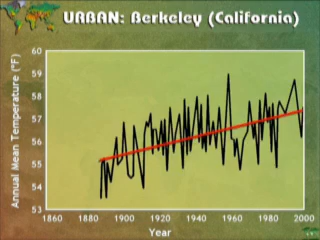 URBAN: Berkeley (California)
Annual Mean Temperature (°F)
60
59
58
57
56
55
54
53
1860 1880 1900 1920 1940 1960 1980 2000
Year